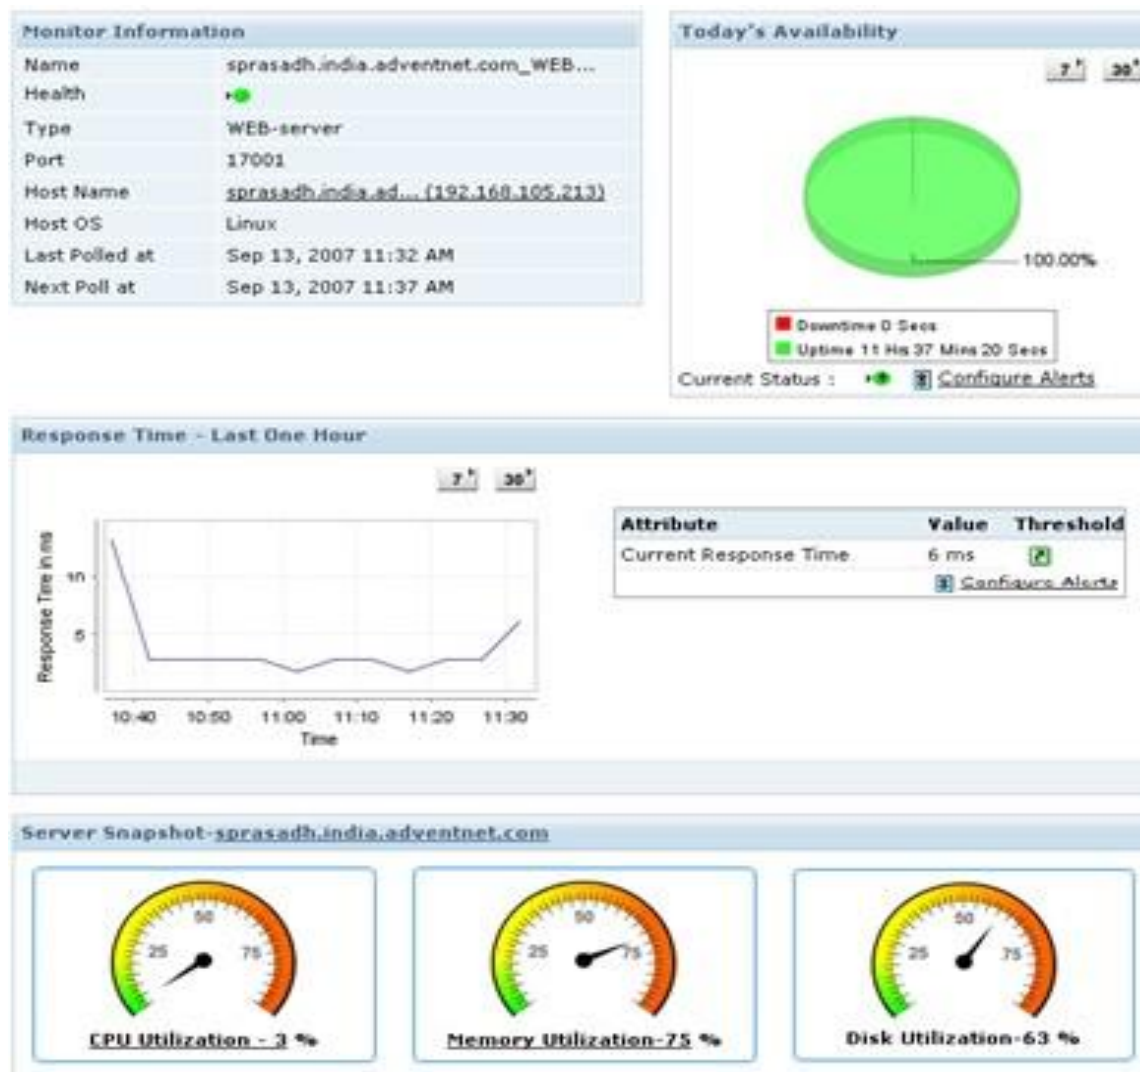 Monitor Information
Name sprasadh.india.adventnet.com_WEB...
Health
Type WEB-server
Port 17001
Host Name sprasadh.india.ad... (192.168.105.213)
Host OS Linux
Last Polled at Sep 13, 2007 11:32 AM
Next Poll at Sep 13, 2007 11:37 AM
Today's Availability
7 30
100.00%
Downtime 0 Secs
Uptime 11 Hrs 37 Mins 20 Secs
Current Status : Configure Alerts
Response Time - Last One Hour
7 30
Response Time in ms
10
5
10:40 10:50 11:00 11:10 11:20 11:30
Time
Attribute Value Threshold
Current Response Time 6 ms
Configure Alerts
Server Snapshot-sprasadh.india.adventnet.com
25 50 75
CPU Utilization - 3 %
25 50 75
Memory Utilization-75 %
25 50 75
Disk Utilization-63 %